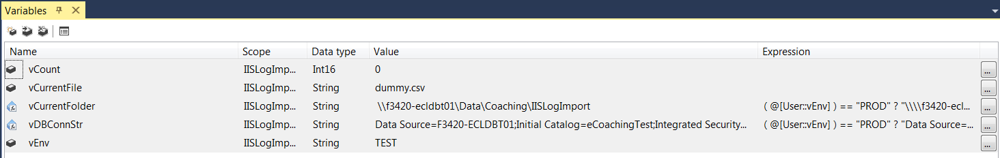 Variables
Name Scope Data type Value Expression
vCount IISLogImp... Int16 0 ...
vCurrentFile IISLogImp... String dummy.csv ...
vCurrentFolder IISLogImp... String \\f3420-ecldbt01\Data\Coaching\IISLogImport ( @[User::vEnv] ) == "PROD" ? "\\\\f3420-ecl... ...
vDBConnStr IISLogImp... String Data Source=F3420-ECLDBT01;Initial Catalog=eCoachingTest;Integrated Security... ( @[User::vEnv] ) == "PROD" ? "Data Source=... ...
vEnv IISLogImp... String TEST ...